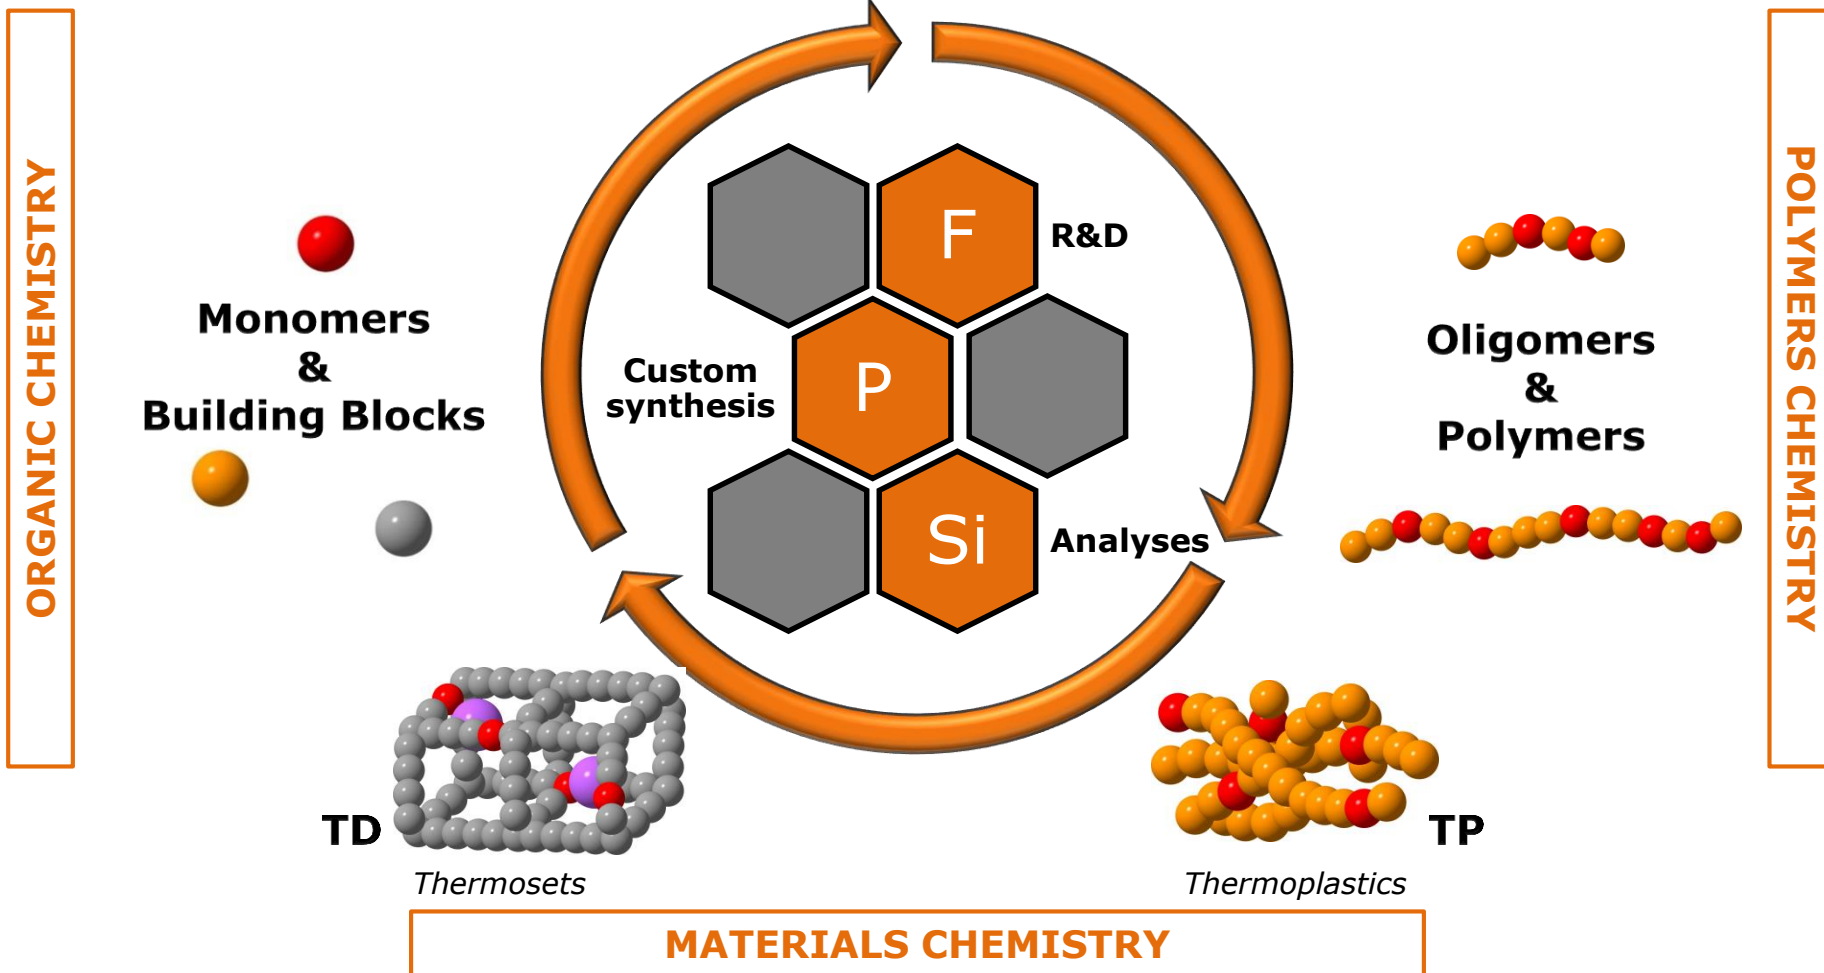 ORGANIC CHEMISTRY
Monomers
&
Building Blocks
F
R&D
Custom
synthesis
P
Si
Analyses
Oligomers
&
Polymers
POLYMERS CHEMISTRY
TD
Thermosets
TP
Thermoplastics
MATERIALS CHEMISTRY